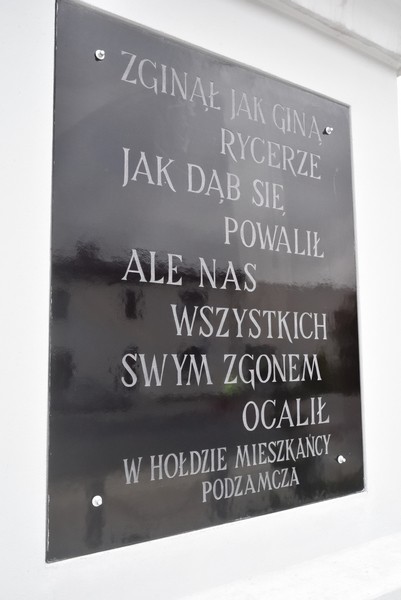 ZGINĄŁ JAK GINĄ
RYCERZE
JAK DĄB SIĘ
POWALIŁ
ALE NAS
WSZYSTKICH
SWYM ZGONEM
OCALIŁ
W HOŁDZIE MIESZKAŃCY
PODZAMCZA